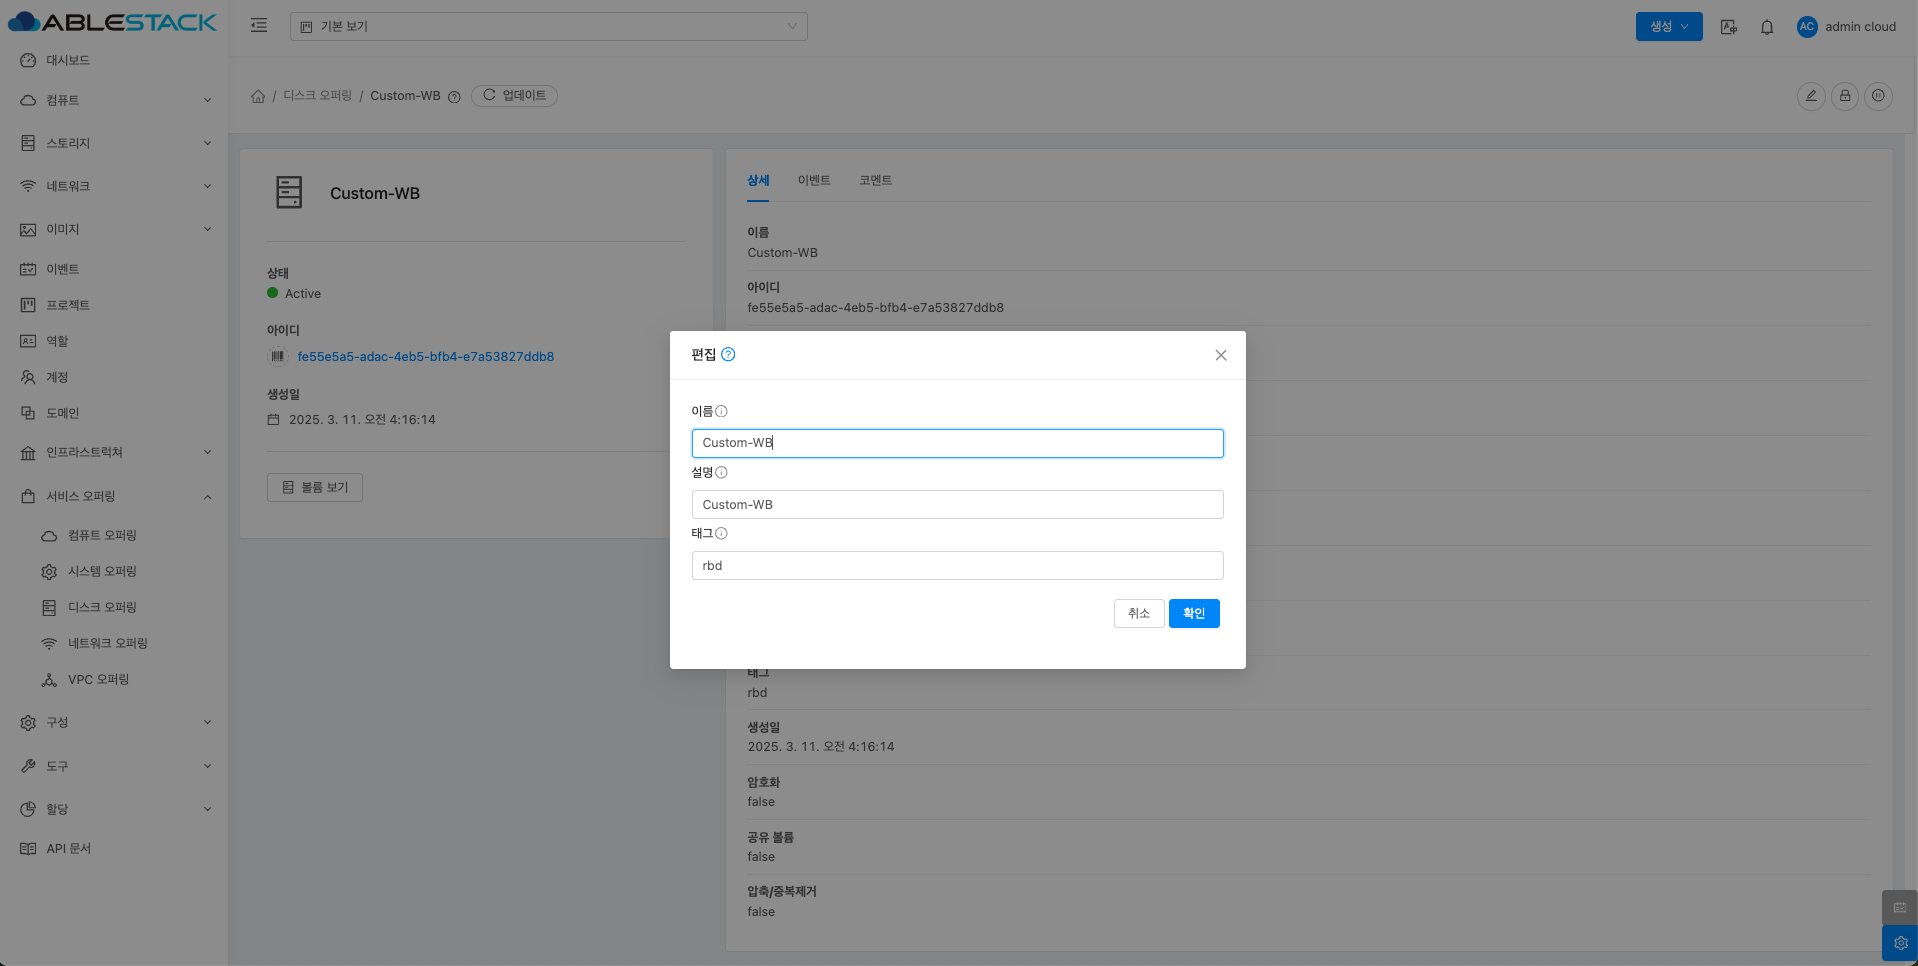 ABLESTACK
기본 보기
생성
AC
admin cloud
대시보드
컴퓨트
스토리지
네트워크
이미지
이벤트
프로젝트
역할
계정
도메인
인프라스트럭쳐
서비스 오퍼링
컴퓨트 오퍼링
시스템 오퍼링
디스크 오퍼링
네트워크 오퍼링
VPC 오퍼링
구성
도구
할당
API 문서
/ 디스크 오퍼링 / Custom-WB
업데이트
Custom-WB
상태
Active
아이디
fe55e5a5-adac-4eb5-bfb4-e7a53827ddb8
생성일
2025. 3. 11. 오전 4:16:14
볼륨 보기
상세
이벤트
코멘트
이름
Custom-WB
아이디
fe55e5a5-adac-4eb5-bfb4-e7a53827ddb8
편집
이름
Custom-WB
설명
Custom-WB
태그
rbd
취소
확인
태그
rbd
생성일
2025. 3. 11. 오전 4:16:14
암호화
false
공유 볼륨
false
압축/중복제거
false